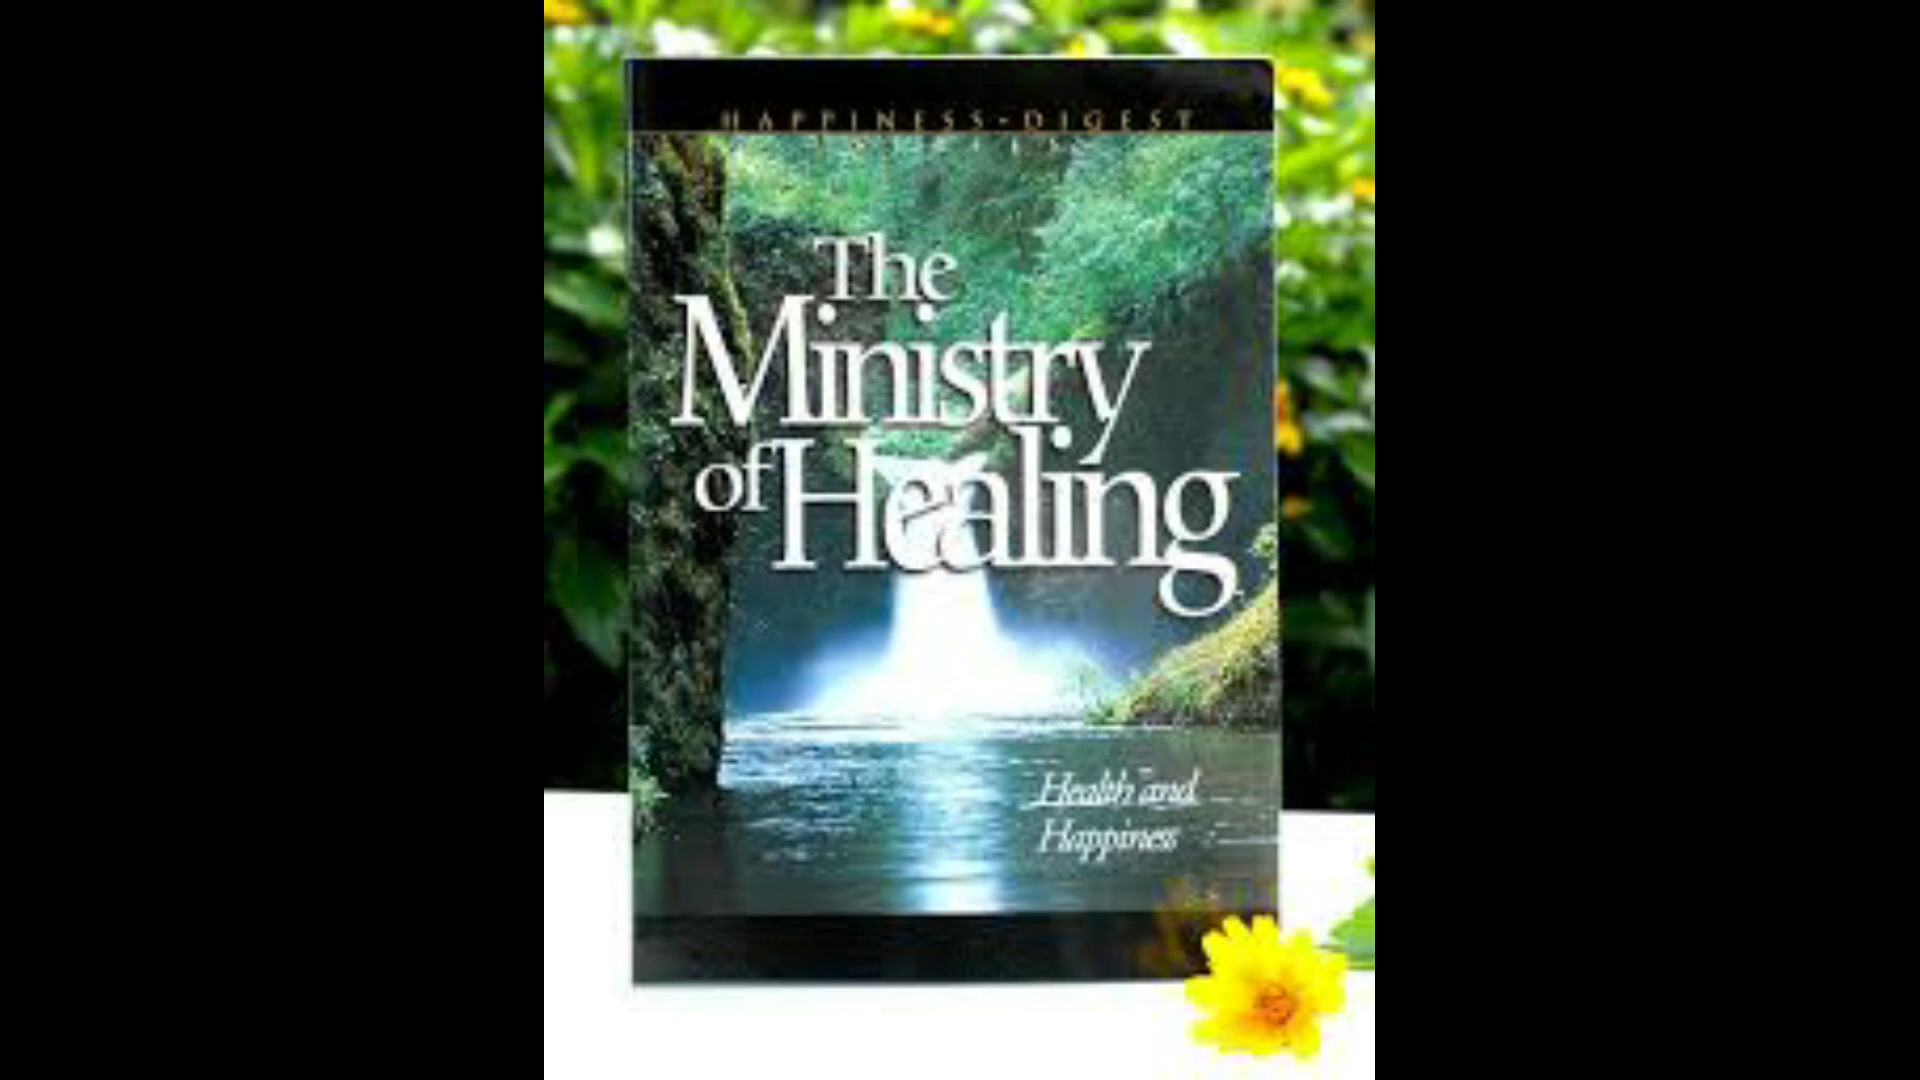 HAPPINESS • DIGEST
The
Ministry
of Healing
Health and
Happiness